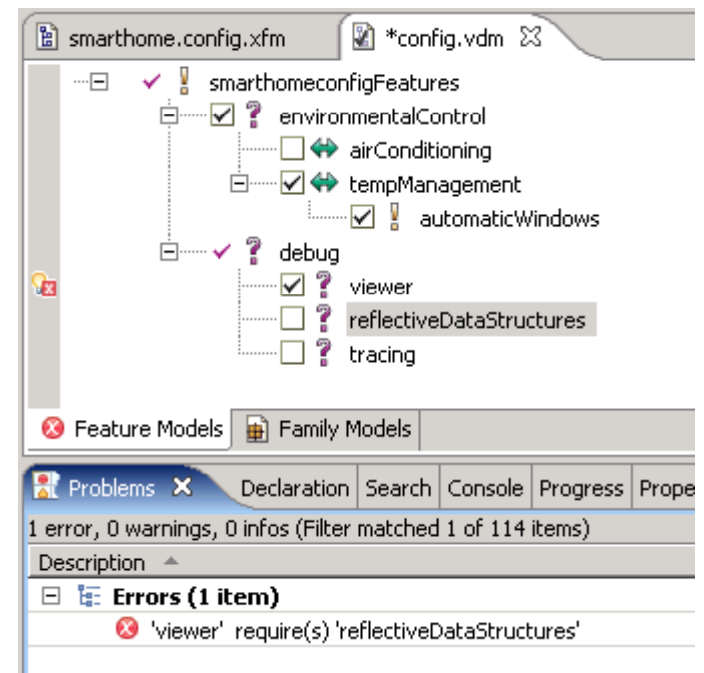 smarthome.config.xfm
*config.vdm
smarthomeconfigFeatures
environmentalControl
airConditioning
tempManagement
automaticWindows
debug
viewer
reflectiveDataStructures
tracing
Feature Models
Family Models
Problems
Declaration
Search
Console
Progress
Prope
1 error, 0 warnings, 0 infos (Filter matched 1 of 114 items)
Description
Errors (1 item)
'viewer' require(s) 'reflectiveDataStructures'